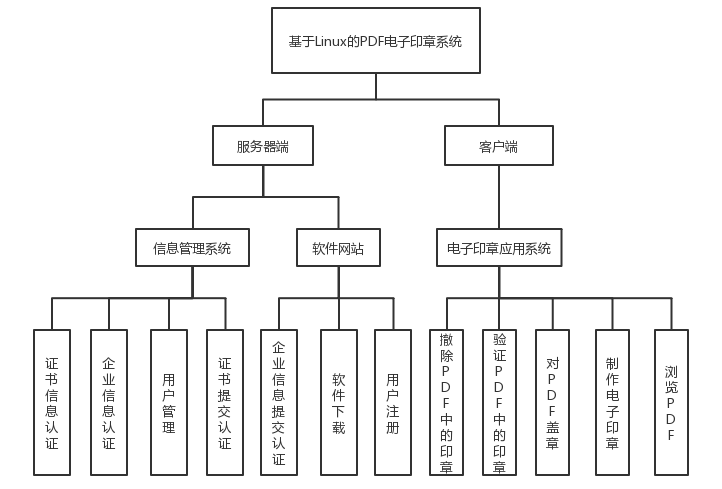 基于Linux的PDF电子印章系统
服务器端
客户端
信息管理系统
软件网站
电子印章应用系统
证书信息认证
企业信息认证
用户管理
证书提交认证
企业信息提交认证
软件下载
用户注册
撤除PDF中的印章
验证PDF中的印章
对PDF盖章
制作电子印章
浏览PDF